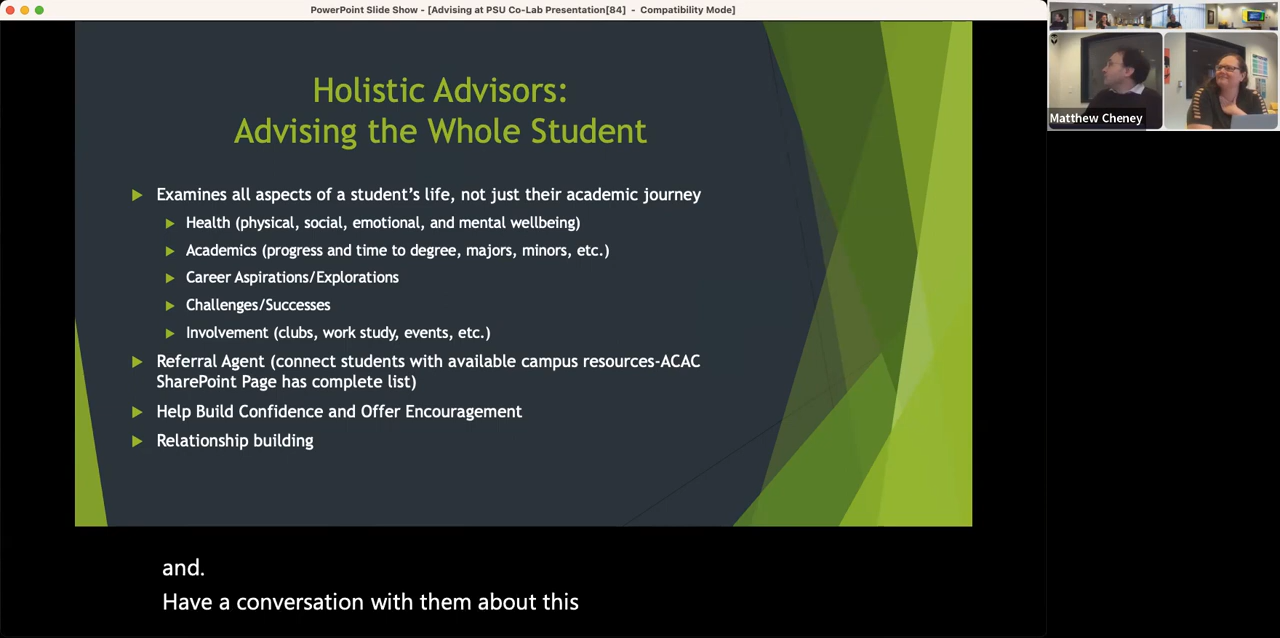 PowerPoint Slide Show - [Advising at PSU Co-Lab Presentation[84] - Compatibility Mode]
Holistic Advisors:
Advising the Whole Student
Examines all aspects of a student's life, not just their academic journey
Health (physical, social, emotional, and mental wellbeing)
Academics (progress and time to degree, majors, minors, etc.)
Career Aspirations/Explorations
Challenges/Successes
Involvement (clubs, work study, events, etc.)
Referral Agent (connect students with available campus resources-ACAC
SharePoint Page has complete list)
Help Build Confidence and Offer Encouragement
Relationship building
Matthew Cheney
and.
Have a conversation with them about this